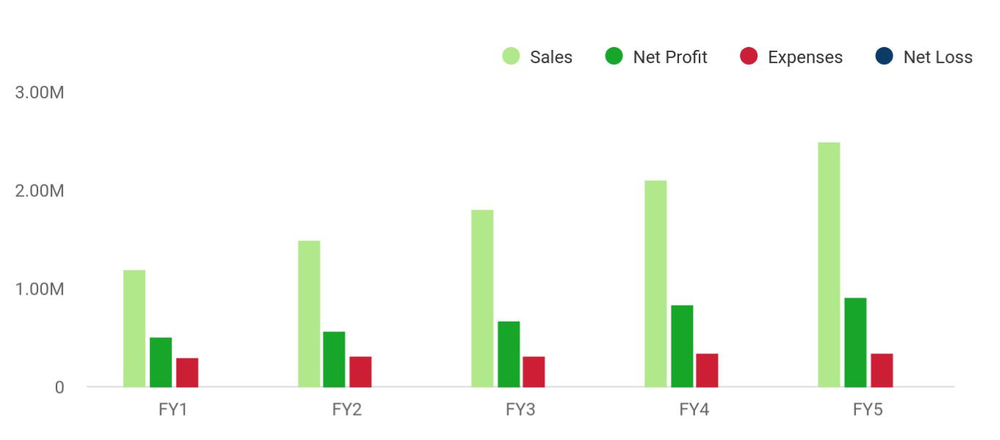 Sales Net Profit Expenses Net Loss
3.00M
2.00M
1.00M
0
FY1 FY2 FY3 FY4 FY5